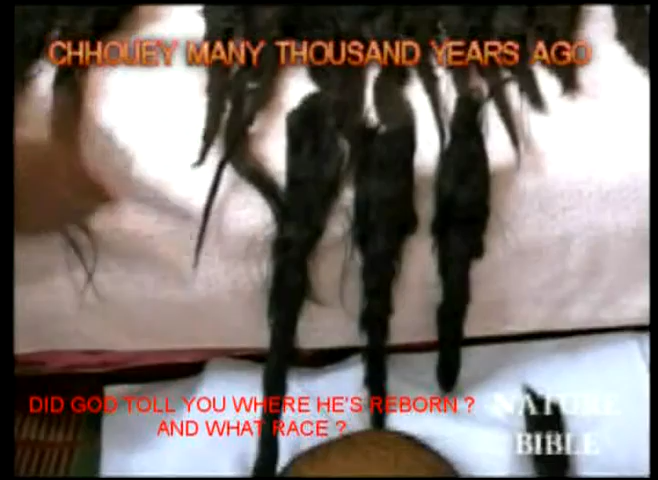 CHHOUEY MANY THOUSAND YEARS AGO
DID GOD TOLL YOU WHERE HE'S REBORN ?
AND WHAT RACE ?
NATURE
BIBLE